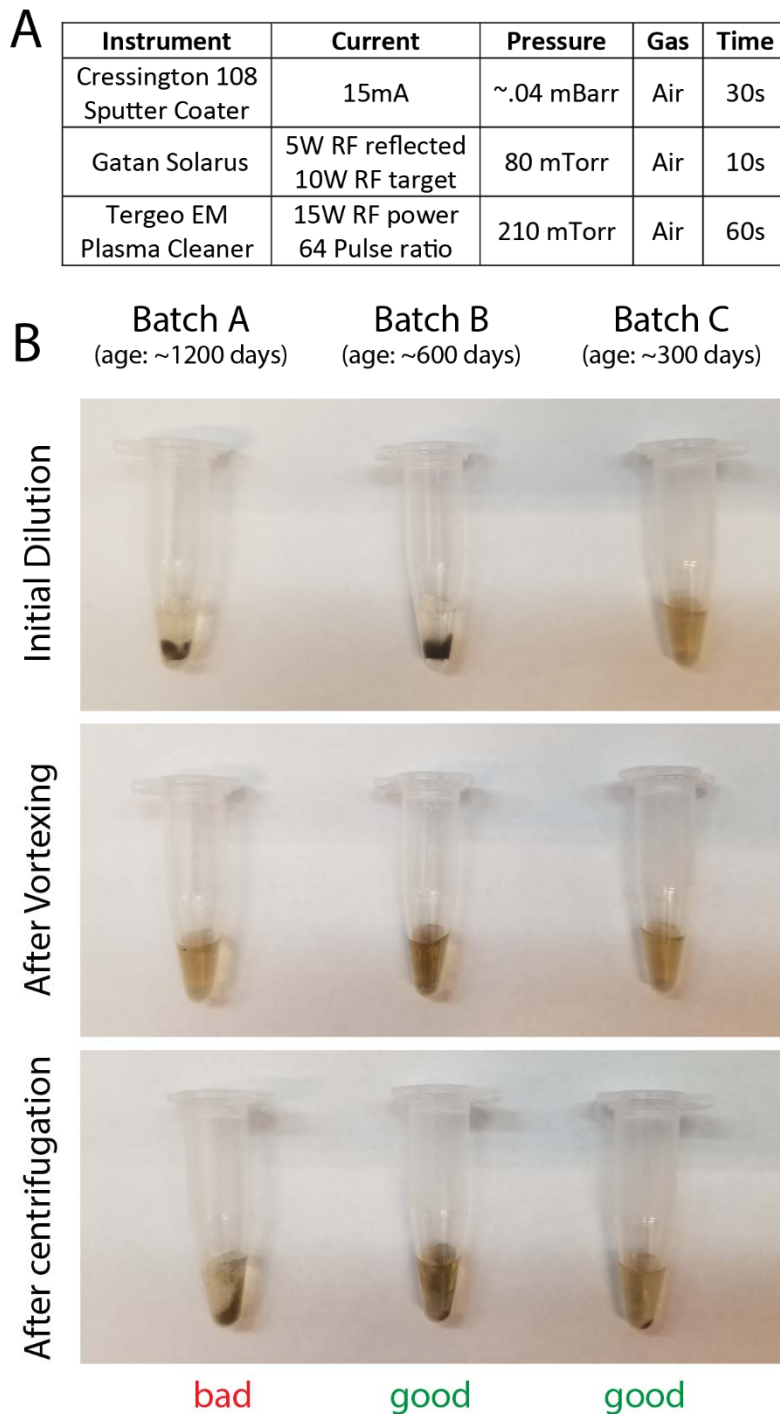 A
Instrument Current Pressure Gas Time
Cressington 108
Sputter Coater
15mA
~.04 mBarr
Air
30s
Gatan Solarus
5W RF reflected
10W RF target
80 mTorr
Air
10s
Tergeo EM
Plasma Cleaner
15W RF power
64 Pulse ratio
210 mTorr
Air
60s
B
Batch A
(age: ~1200 days)
Batch B
(age: ~600 days)
Batch C
(age: ~300 days)
Initial Dilution
After Vortexing
After centrifugation
bad
good
good